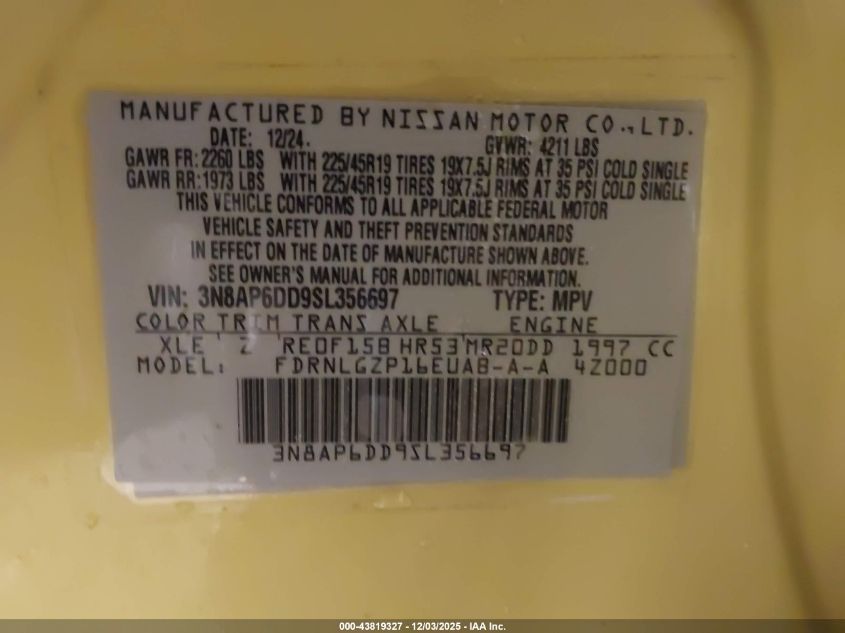 MANUFACTURED BY NISSAN MOTOR CO.,LTD.
DATE: 12/24. GVWR: 4211 LBS
GAWR FR: 2260 LBS WITH 225/45R19 TIRES 19X7.5J RIMS AT 35 PSI COLD SINGLE
GAWR RR: 1973 LBS WITH 225/45R19 TIRES 19X7.5J RIMS AT 35 PSI COLD SINGLE
THIS VEHICLE CONFORMS TO ALL APPLICABLE FEDERAL MOTOR
VEHICLE SAFETY AND THEFT PREVENTION STANDARDS
IN EFFECT ON THE DATE OF MANUFACTURE SHOWN ABOVE.
SEE OWNER'S MANUAL FOR ADDITIONAL INFORMATION.
VIN: 3N8AP6DD9SL356697 TYPE: MPV
COLOR TRIM TRANS AXLE ENGINE
XLE Z RE0F15B HR53 MR20DD 1997 CC
MODEL: FDRNLGZP16EUA8-A-A 4Z000
3N8AP6DD9SL356697
000-43819327 - 12/03/2025 - IAA Inc.